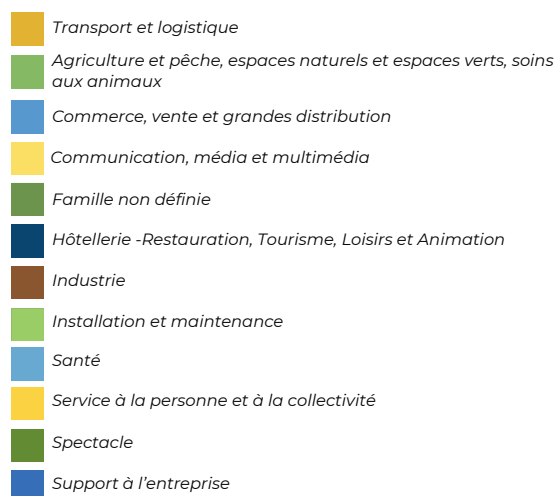 Transport et logistique
Agriculture et pêche, espaces naturels et espaces verts, soins
aux animaux
Commerce, vente et grandes distribution
Communication, média et multimédia
Famille non définie
Hôtellerie -Restauration, Tourisme, Loisirs et Animation
Industrie
Installation et maintenance
Santé
Service à la personne et à la collectivité
Spectacle
Support à l’entreprise